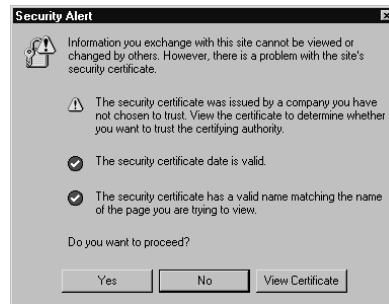 Security Alert
Information you exchange with this site cannot be viewed or
changed by others. However, there is a problem with the site's
security certificate.
The security certificate was issued by a company you have
not chosen to trust. View the certificate to determine whether
you want to trust the certifying authority.
The security certificate date is valid.
The security certificate has a valid name matching the name
of the page you are trying to view.
Do you want to proceed?
Yes No View Certificate